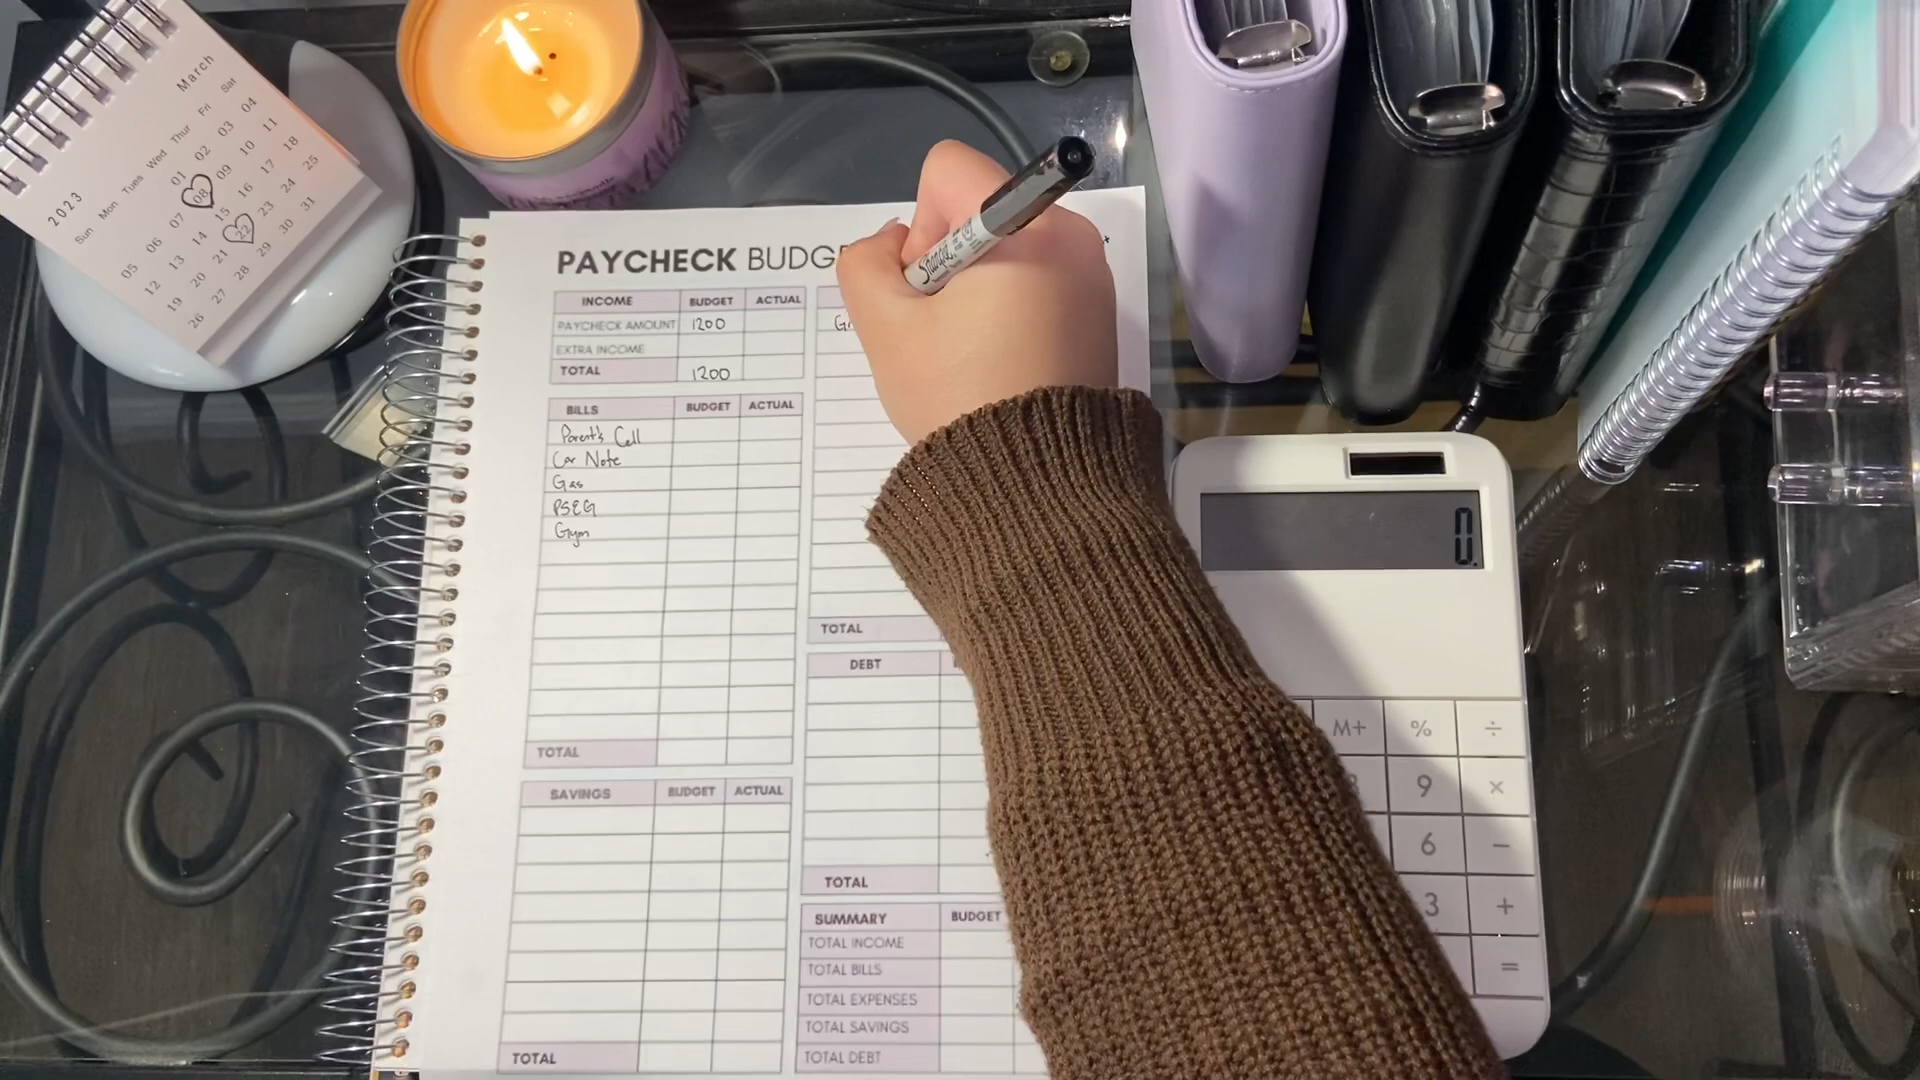 March
2023
Sun Mon Tues Wed Thur Fri Sat
01 02 03 04
05 06 07 08 09 10 11
12 13 14 15 16 17 18
19 20 21 22 23 24 25
26 27 28 29 30 31
Sharpie
PAYCHECK BUDG
INCOME BUDGET ACTUAL
PAYCHECK AMOUNT 1200
EXTRA INCOME
TOTAL 1200
BILLS BUDGET ACTUAL
Parent's Cell
Car Note
Gas
PSEG
Gym
TOTAL
SAVINGS BUDGET ACTUAL
TOTAL
TOTAL
DEBT
TOTAL
SUMMARY BUDGET
TOTAL INCOME
TOTAL BILLS
TOTAL EXPENSES
TOTAL SAVINGS
TOTAL DEBT
0.
M+ % ÷
9 ×
6 −
3 +
=